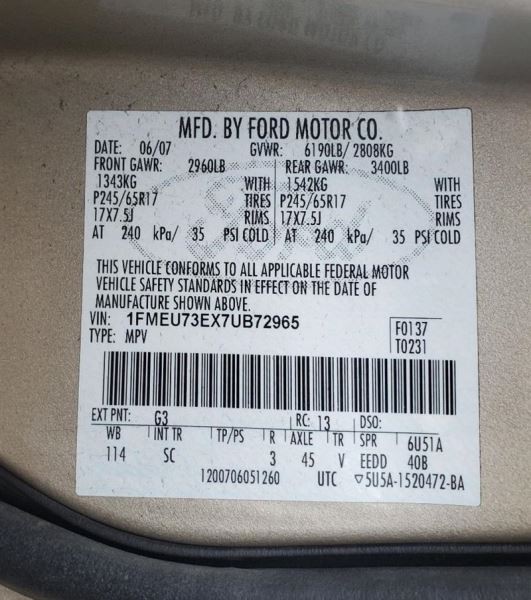 MFD. BY FORD MOTOR CO.
DATE: 06/07 GVWR: 6190LB/ 2808KG
FRONT GAWR: 2960LB REAR GAWR: 3400LB
1343KG WITH 1542KG WITH
P245/65R17 TIRES P245/65R17 TIRES
17X7.5J RIMS 17X7.5J RIMS
AT 240 kPa/ 35 PSI COLD AT 240 kPa/ 35 PSI COLD
THIS VEHICLE CONFORMS TO ALL APPLICABLE FEDERAL MOTOR
VEHICLE SAFETY STANDARDS IN EFFECT ON THE DATE OF
MANUFACTURE SHOWN ABOVE.
VIN: 1FMEU73EX7UB72965 F0137
TYPE: MPV T0231
EXT PNT: G3 RC: 13 DSO:
WB INT TR TP/PS R AXLE TR SPR 6U51A
114 SC 3 45 V EEDD 40B
1200706051260 UTC ▽5U5A-1520472-BA